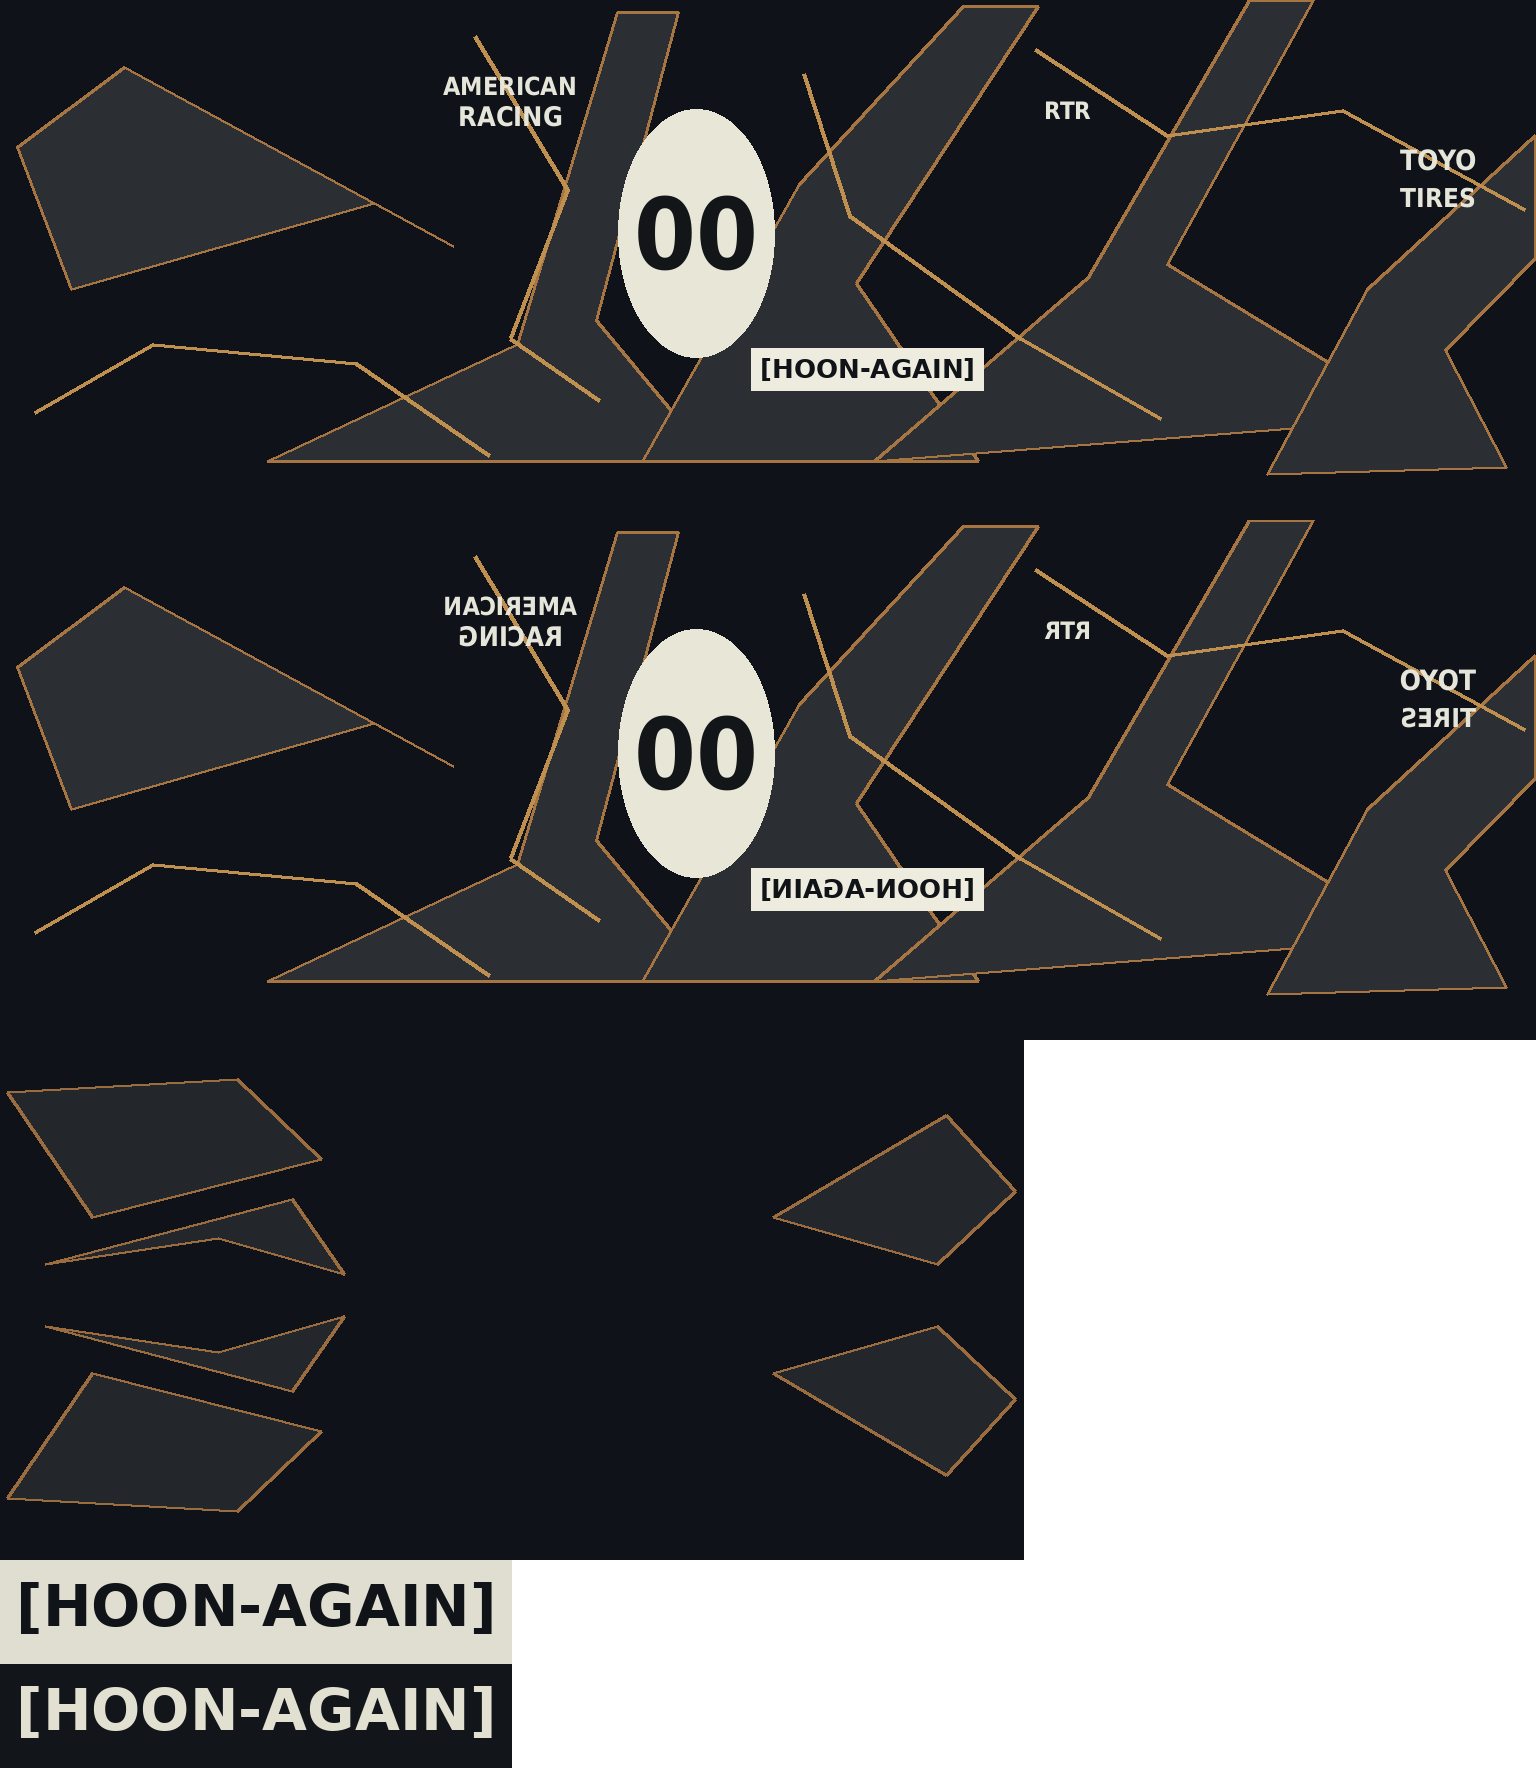 AMERICAN
RACING
RTR
TOYO
TIRES
00
[HOON-AGAIN]
AMERICAN
RACING
RTR
TOYO
TIRES
00
[HOON-AGAIN]
[HOON-AGAIN]
[HOON-AGAIN]